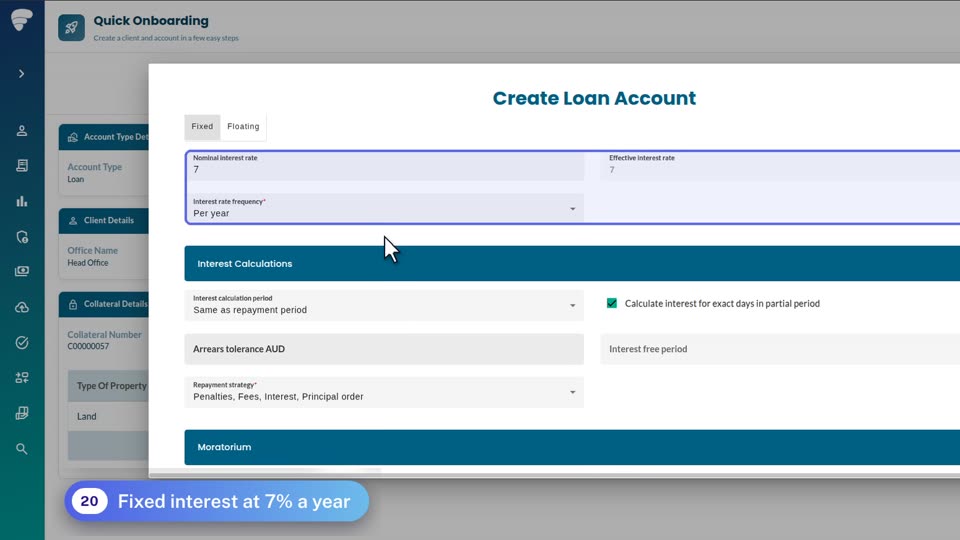 Quick Onboarding
Create a client and account in a few easy steps
Account Type Det
Account Type
Loan
Client Details
Office Name
Head Office
Collateral Details
Collateral Number
C00000057
Type Of Property
Land
Create Loan Account
Fixed Floating
Nominal interest rate
7
Effective interest rate
7
Interest rate frequency*
Per year
Interest Calculations
Interest calculation period
Same as repayment period
Calculate interest for exact days in partial period
Arrears tolerance AUD
Interest free period
Repayment strategy*
Penalties, Fees, Interest, Principal order
Moratorium
20 Fixed interest at 7% a year